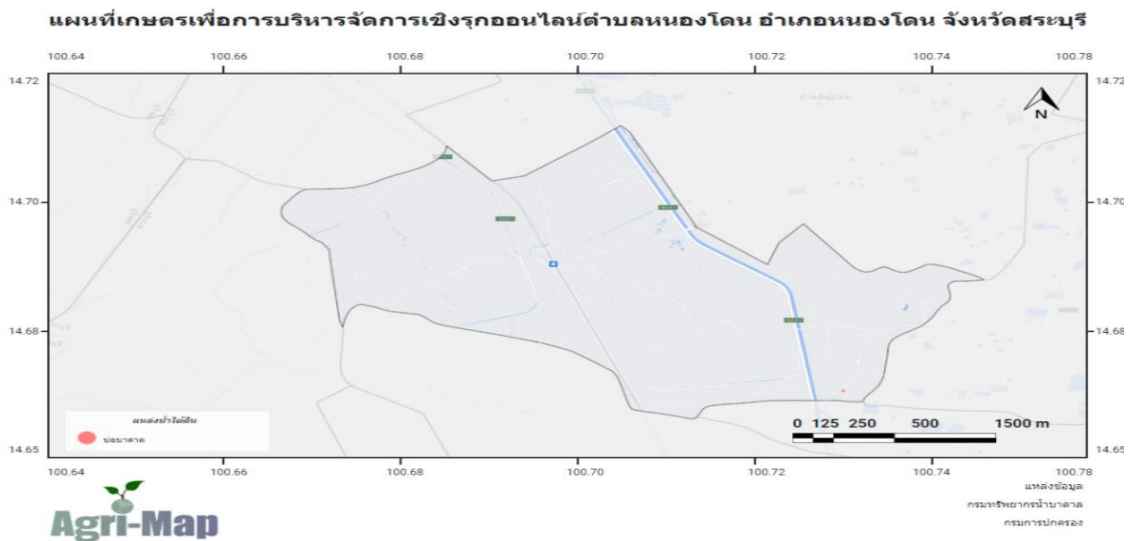 แผนที่เกษตรเพื่อการบริหารจัดการเชิงรุกออนไลน์ตำบลหนองโดน อำเภอหนองโดน จังหวัดสระบุรี
100.64 100.66 100.68 100.70 100.72 100.74 100.78
14.72 14.72
N
14.70 14.70
14.68 14.68
แหล่งน้ำใต้ดิน
บ่อบาดาล
0 125 250 500 1500 m
14.65 14.65
100.64 100.66 100.68 100.70 100.72 100.74 100.78
แหล่งข้อมูล
กรมทรัพยากรน้ำบาดาล
กรมการปกครอง
Agri-Map